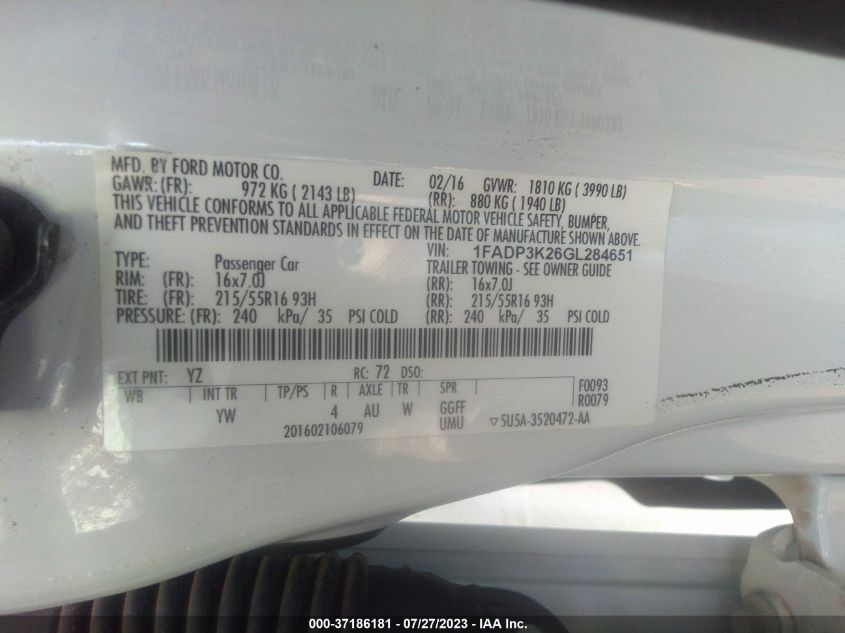 MFD. BY FORD MOTOR CO.
DATE: 02/16 GVWR: 1810 KG ( 3990 LB)
GAWR: (FR): 972 KG ( 2143 LB) (RR): 880 KG ( 1940 LB)
THIS VEHICLE CONFORMS TO ALL APPLICABLE FEDERAL MOTOR VEHICLE SAFETY, BUMPER,
AND THEFT PREVENTION STANDARDS IN EFFECT ON THE DATE OF MANUFACTURE SHOWN ABOVE.
VIN: 1FADP3K26GL284651
TYPE: Passenger Car TRAILER TOWING - SEE OWNER GUIDE
RIM: (FR): 16x7.0J (RR): 16x7.0J
TIRE: (FR): 215/55R16 93H (RR): 215/55R16 93H
PRESSURE: (FR): 240 kPa/ 35 PSI COLD (RR): 240 kPa/ 35 PSI COLD
EXT PNT: YZ RC: 72 DSO: F0093
WB INT TR TP/PS R AXLE TR SPR R0079
YW 4 AU W GGFF
201602106079 UMU ▽5U5A-3520472-AA
000-37186181 - 07/27/2023 - IAA Inc.